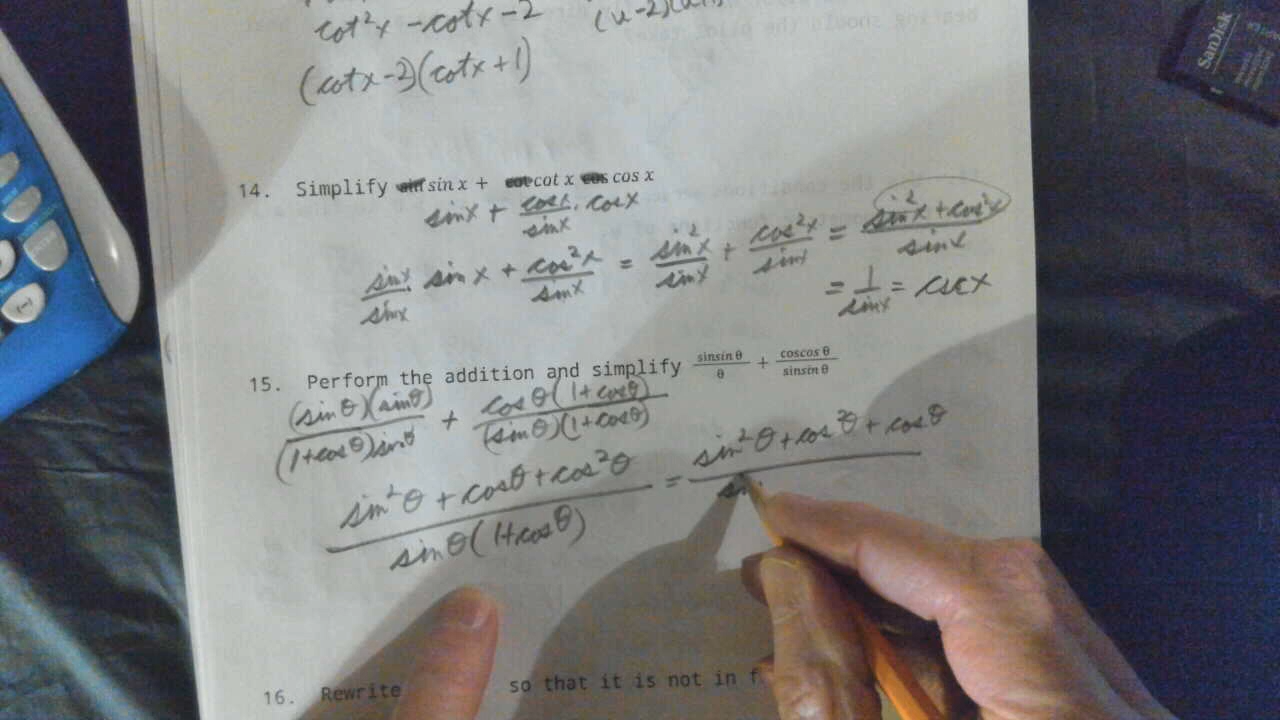 cot²x - cotx - 2
(cotx-2)(cotx+1)
SanDisk
14. Simplify sin x + cot x cos x
sinx + cosx/sinx · cosx
sinx/sinx · sinx + cos²x/sinx = sin²x/sinx + cos²x/sinx = sin²x + cos²x/sinx
= 1/sinx = cscx
15. Perform the addition and simplify sinsin θ/θ + coscos θ/sinsin θ
(sinθ)(sinθ)/(1+cosθ)sinθ + cosθ(1+cosθ)/(sinθ)(1+cosθ)
sin²θ + cosθ + cos²θ/sinθ(1+cosθ) = sin²θ + cos²θ + cosθ/
16. Rewrite so that it is not in